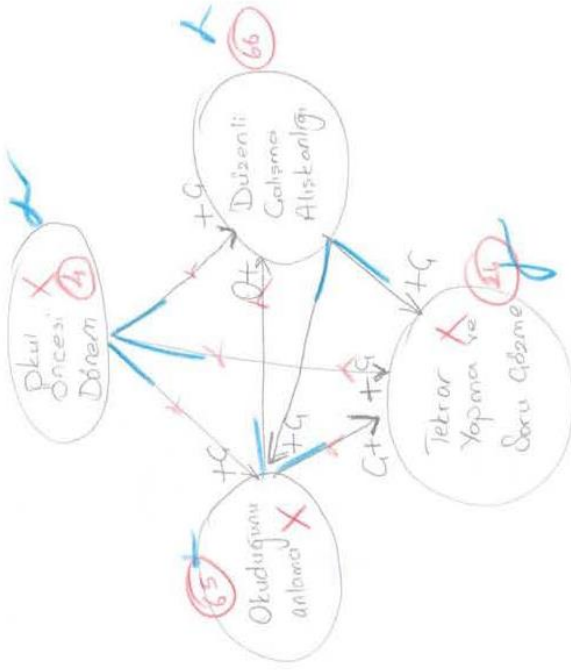 Okul
Öncesi
Dönem
4
+G
+G
Düzenli
Çalışma
Alışkanlığı
66
O+
+G
65
Okuduğunu
anlama
+G
G+
+G
+G
Tekrar
Yapma ve
Soru Çözme